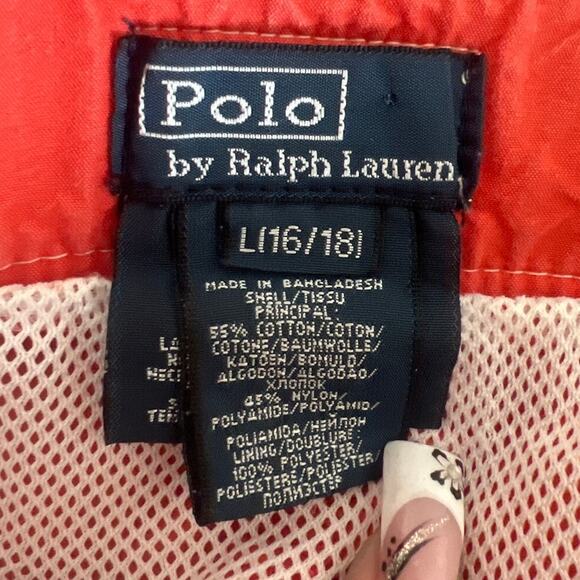 Polo
by Ralph Lauren
L(16/18)
MADE IN BANGLADESH
SHELL/TISSU
PRINCIPAL:
55% COTTON/COTON/
COTONE/BAUMWOLLE/
KATOEN/BOMULD/
ALGODON/ALGODAO/
ХЛОПОК
45% NYLON/
POLYAMIDE/POLYAMID/
POLIAMIDA/НЕЙЛОН
LINING/DOUBLURE:
100% POLYESTER/
POLIESTERE/POLIESTER/
ПОЛИЭСТЕР